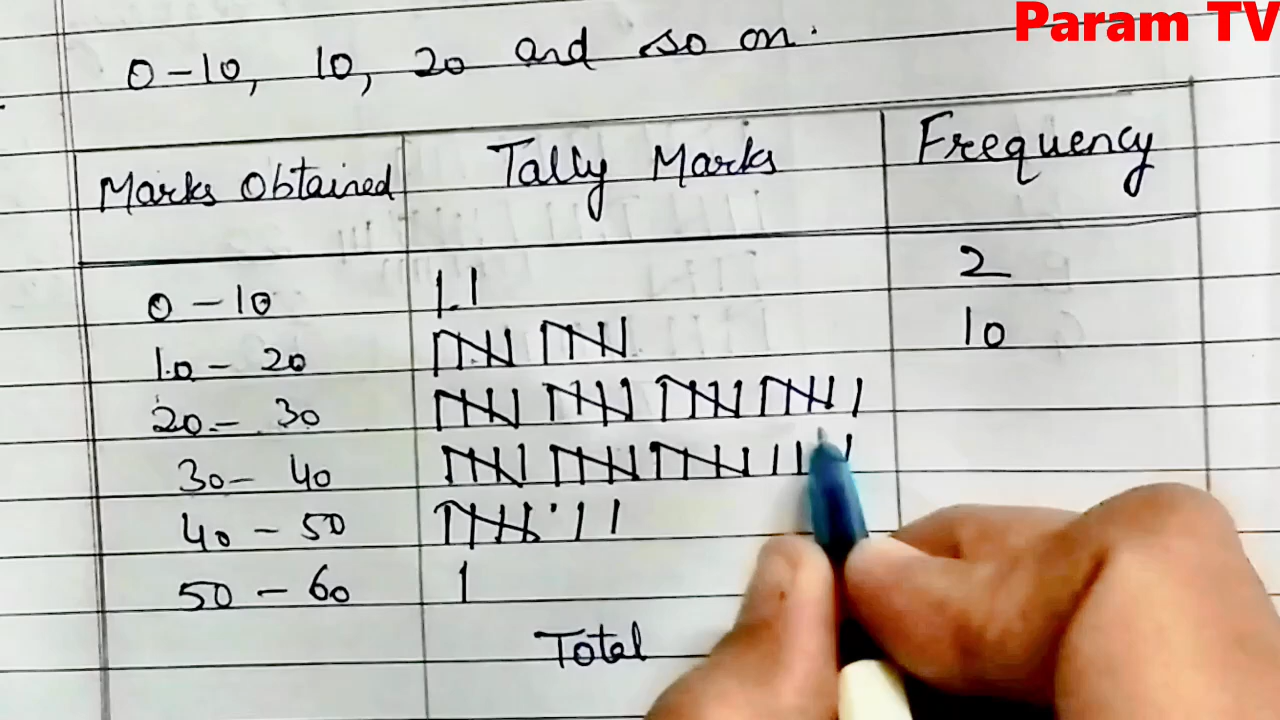 Param TV
0-10, 10, 20 and so on.
Marks Obtained Tally Marks Frequency
0-10 2
10-20 10
20-30
30-40
40-50
50-60
Total